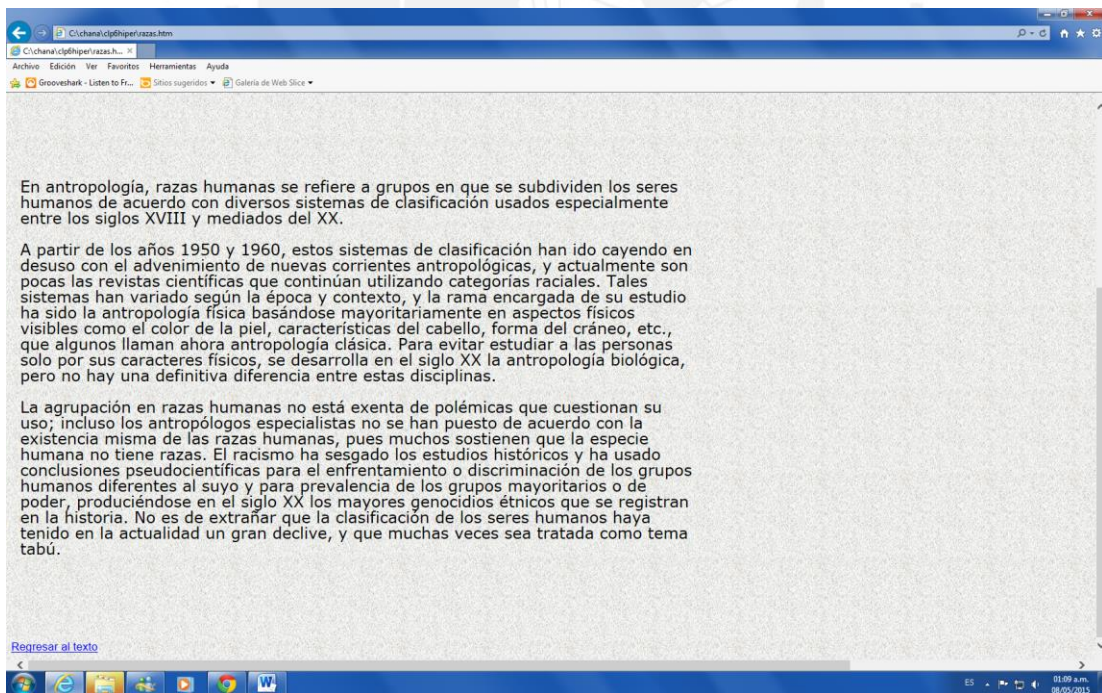 C:\chana\clp6hiper\razas.htm
C:\chana\clp6hiper\razas.h...
Archivo Edición Ver Favoritos Herramientas Ayuda
Grooveshark - Listen to Fr... Sitios sugeridos Galería de Web Slice
En antropología, razas humanas se refiere a grupos en que se subdividen los seres
humanos de acuerdo con diversos sistemas de clasificación usados especialmente
entre los siglos XVIII y mediados del XX.
A partir de los años 1950 y 1960, estos sistemas de clasificación han ido cayendo en
desuso con el advenimiento de nuevas corrientes antropológicas, y actualmente son
pocas las revistas científicas que continúan utilizando categorías raciales. Tales
sistemas han variado según la época y contexto, y la rama encargada de su estudio
ha sido la antropología física basándose mayoritariamente en aspectos físicos
visibles como el color de la piel, características del cabello, forma del cráneo, etc.,
que algunos llaman ahora antropología clásica. Para evitar estudiar a las personas
solo por sus caracteres físicos, se desarrolla en el siglo XX la antropología biológica,
pero no hay una definitiva diferencia entre estas disciplinas.
La agrupación en razas humanas no está exenta de polémicas que cuestionan su
uso; incluso los antropólogos especialistas no se han puesto de acuerdo con la
existencia misma de las razas humanas, pues muchos sostienen que la especie
humana no tiene razas. El racismo ha sesgado los estudios históricos y ha usado
conclusiones pseudocientíficas para el enfrentamiento o discriminación de los grupos
humanos diferentes al suyo y para prevalencia de los grupos mayoritarios o de
poder, produciéndose en el siglo XX los mayores genocidios étnicos que se registran
en la historia. No es de extrañar que la clasificación de los seres humanos haya
tenido en la actualidad un gran declive, y que muchas veces sea tratada como tema
tabú.
Regresar al texto
ES 01:09 a.m.
08/05/2015